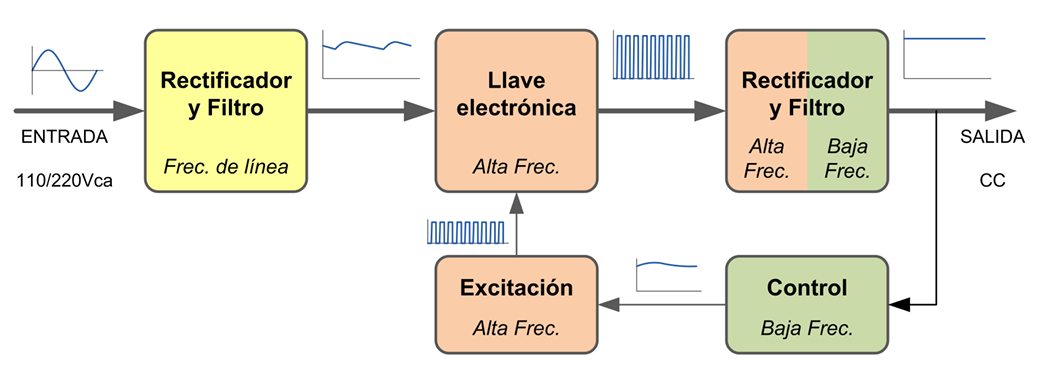 ENTRADA
110/220Vca
Rectificador
y Filtro
Frec. de línea
Llave
electrónica
Alta Frec.
Rectificador
y Filtro
Alta
Frec.
Baja
Frec.
SALIDA
CC
Excitación
Alta Frec.
Control
Baja Frec.